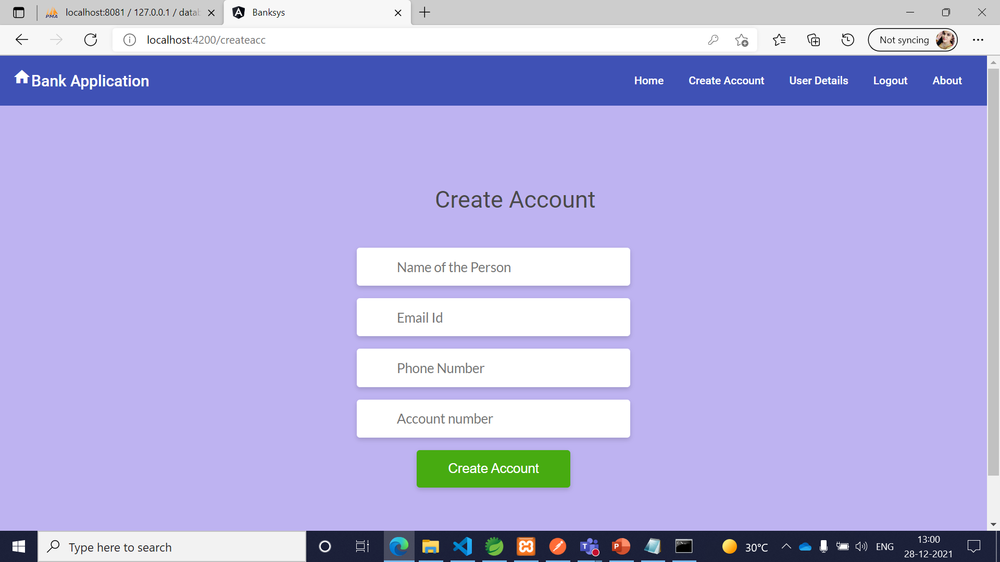 PMA localhost:8081 / 127.0.0.1 / datab
Banksys
localhost:4200/createacc
Not syncing
Bank Application
Home
Create Account
User Details
Logout
About
Create Account
Name of the Person
Email Id
Phone Number
Account number
Create Account
Type here to search
30°C
ENG
13:00
28-12-2021